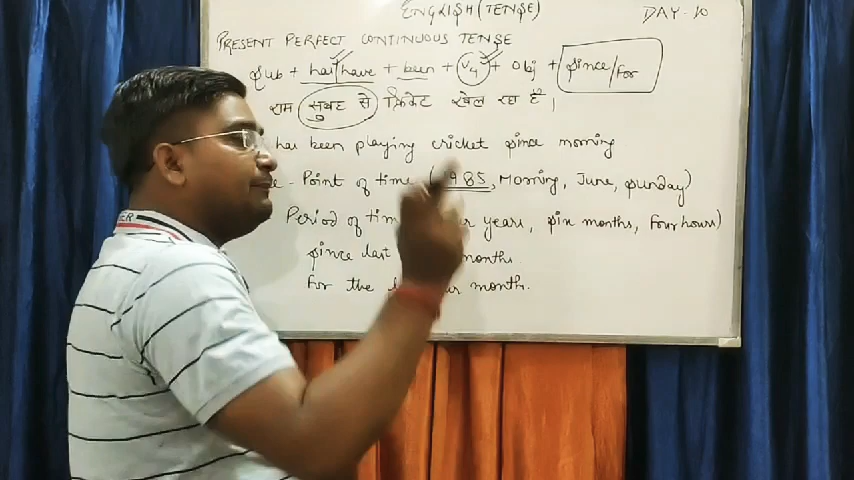 ENGLISH (TENSE)
DAY-10
PRESENT PERFECT CONTINUOUS TENSE
Sub + has/have + been + V4 + Obj + since/For
राम सुबह से क्रिकेट खेल रहा है।
has been playing cricket since morning
- Point of time (1985, Morning, June, sunday)
Period of time years, six months, Four hours)
since last months.
For the month.